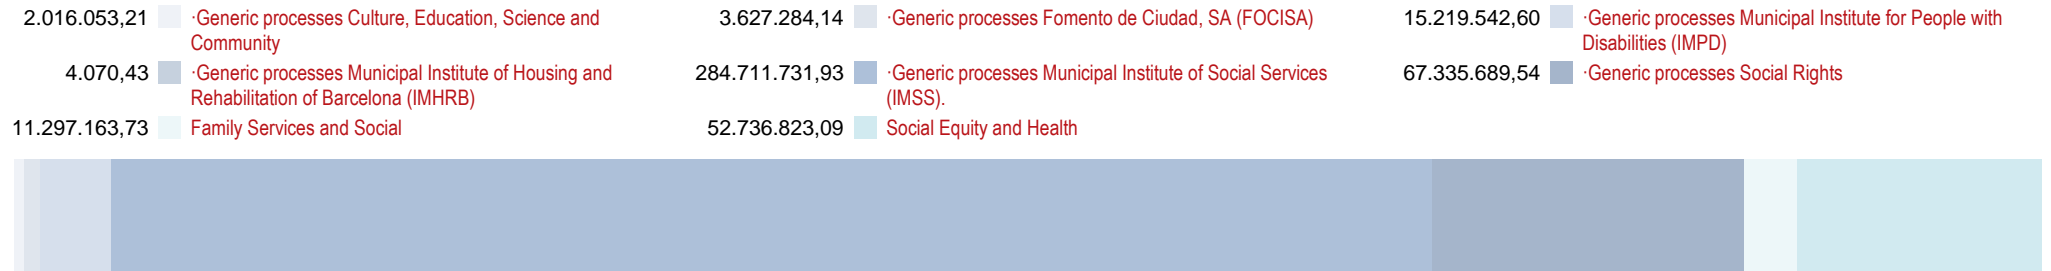 2.016.053,21 ·Generic processes Culture, Education, Science and
Community
3.627.284,14 ·Generic processes Fomento de Ciudad, SA (FOCISA)
15.219.542,60 ·Generic processes Municipal Institute for People with
Disabilities (IMPD)
4.070,43 ·Generic processes Municipal Institute of Housing and
Rehabilitation of Barcelona (IMHRB)
284.711.731,93 ·Generic processes Municipal Institute of Social Services
(IMSS).
67.335.689,54 ·Generic processes Social Rights
11.297.163,73 Family Services and Social
52.736.823,09 Social Equity and Health